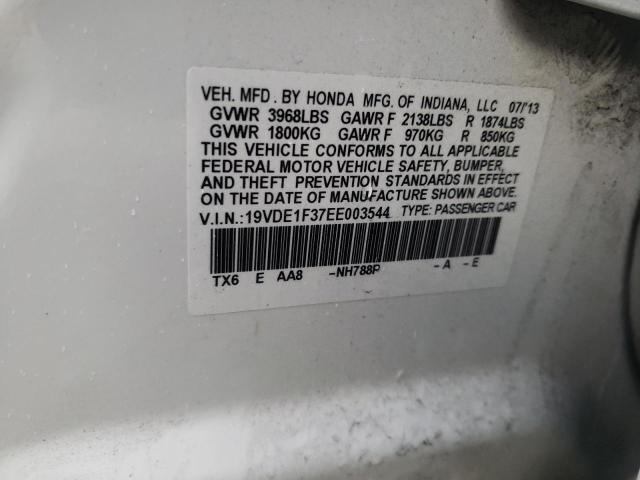 VEH. MFD. BY HONDA MFG. OF INDIANA, LLC 07/'13
GVWR 3968LBS GAWR F 2138LBS R 1874LBS
GVWR 1800KG GAWR F 970KG R 850KG
THIS VEHICLE CONFORMS TO ALL APPLICABLE
FEDERAL MOTOR VEHICLE SAFETY, BUMPER,
AND THEFT PREVENTION STANDARDS IN EFFECT
ON THE DATE OF MANUFACTURE SHOWN ABOVE.
V.I.N.:19VDE1F37EE003544 TYPE: PASSENGER CAR
TX6 E AA8 -NH788P -A -E